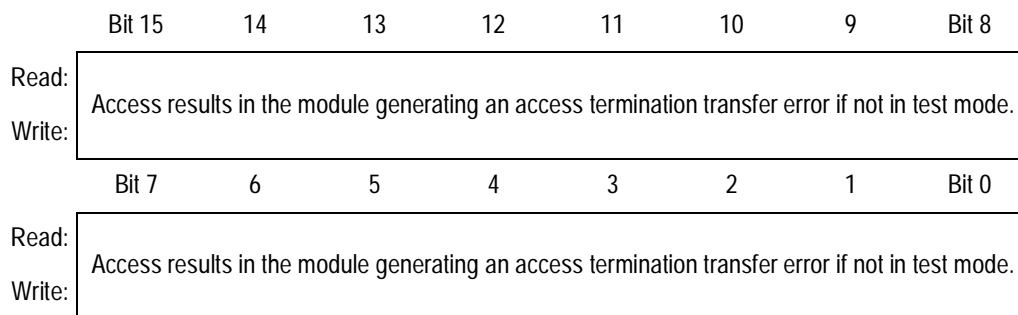 Bit 15 14 13 12 11 10 9 Bit 8
Read:
Access results in the module generating an access termination transfer error if not in test mode.
Write:
Bit 7 6 5 4 3 2 1 Bit 0
Read:
Access results in the module generating an access termination transfer error if not in test mode.
Write: